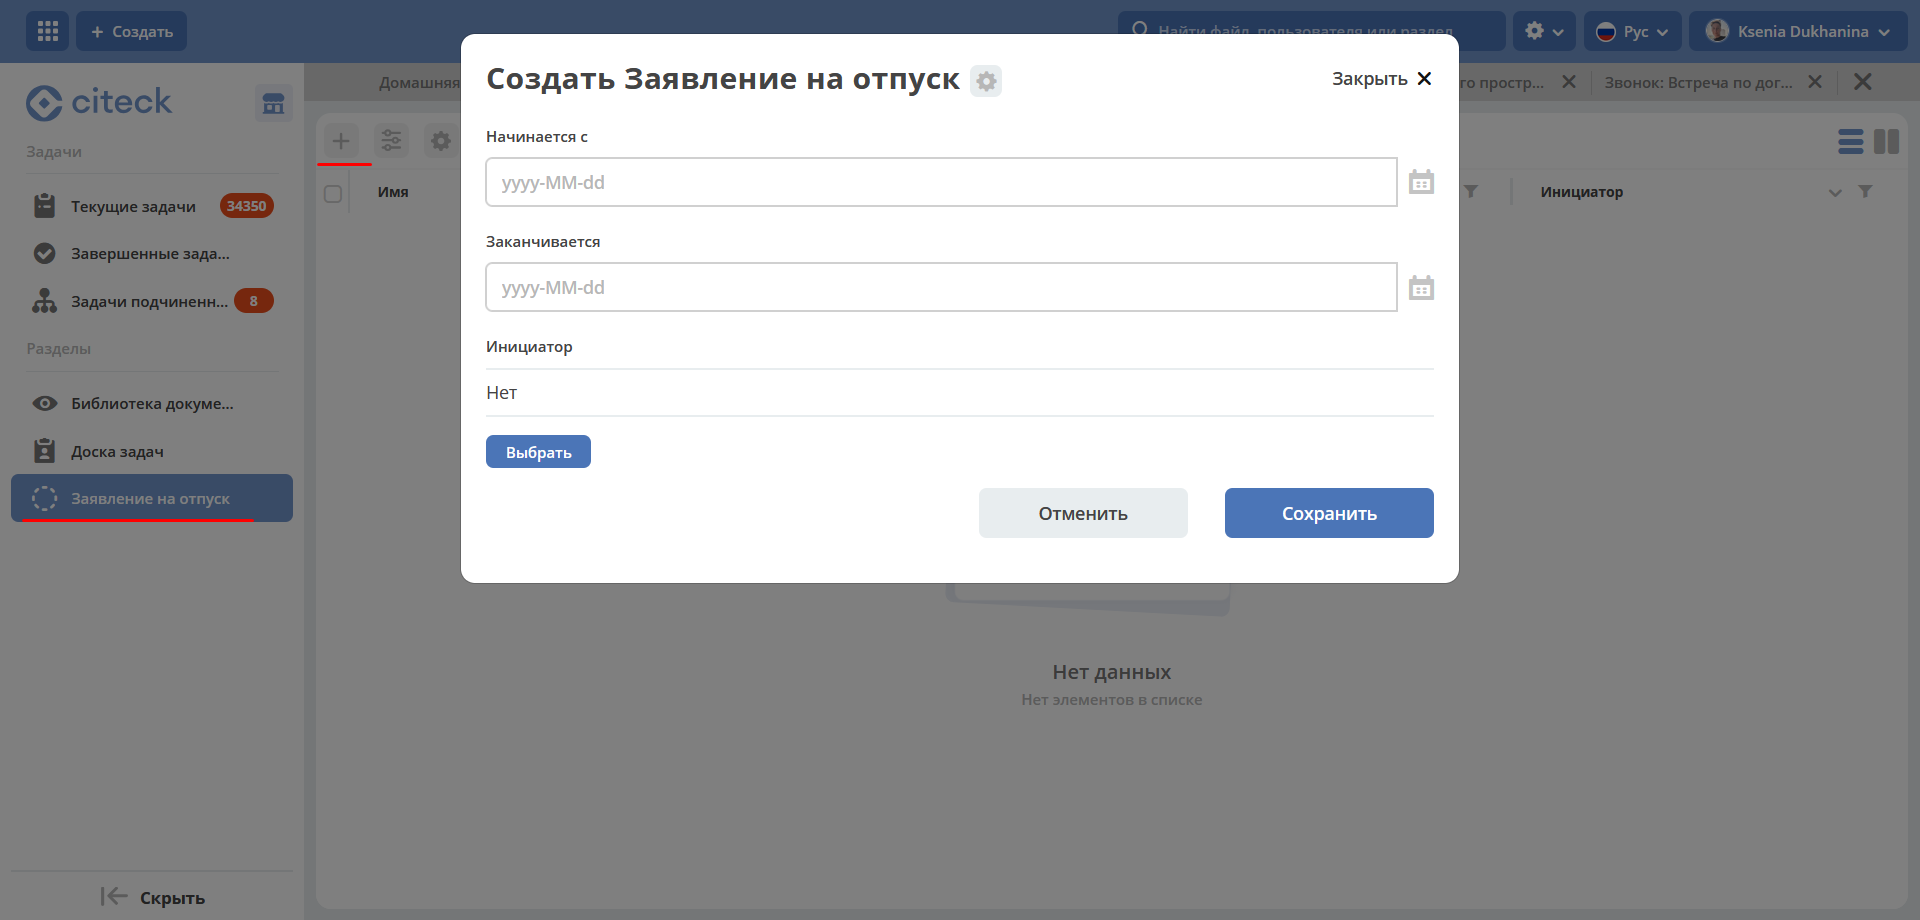 + Создать
Найти файл, пользователя или раздел
Рус
Ksenia Dukhanina
citeck
Домашняя
го простр...
Звонок: Встреча по дог...
Создать Заявление на отпуск
Закрыть
Задачи
Текущие задачи 34350
Завершенные зада...
Задачи подчиненн... 8
Разделы
Библиотека докуме...
Доска задач
Заявление на отпуск
Скрыть
Имя
Инициатор
Начинается с
yyyy-MM-dd
Заканчивается
yyyy-MM-dd
Инициатор
Нет
Выбрать
Отменить
Сохранить
Нет данных
Нет элементов в списке